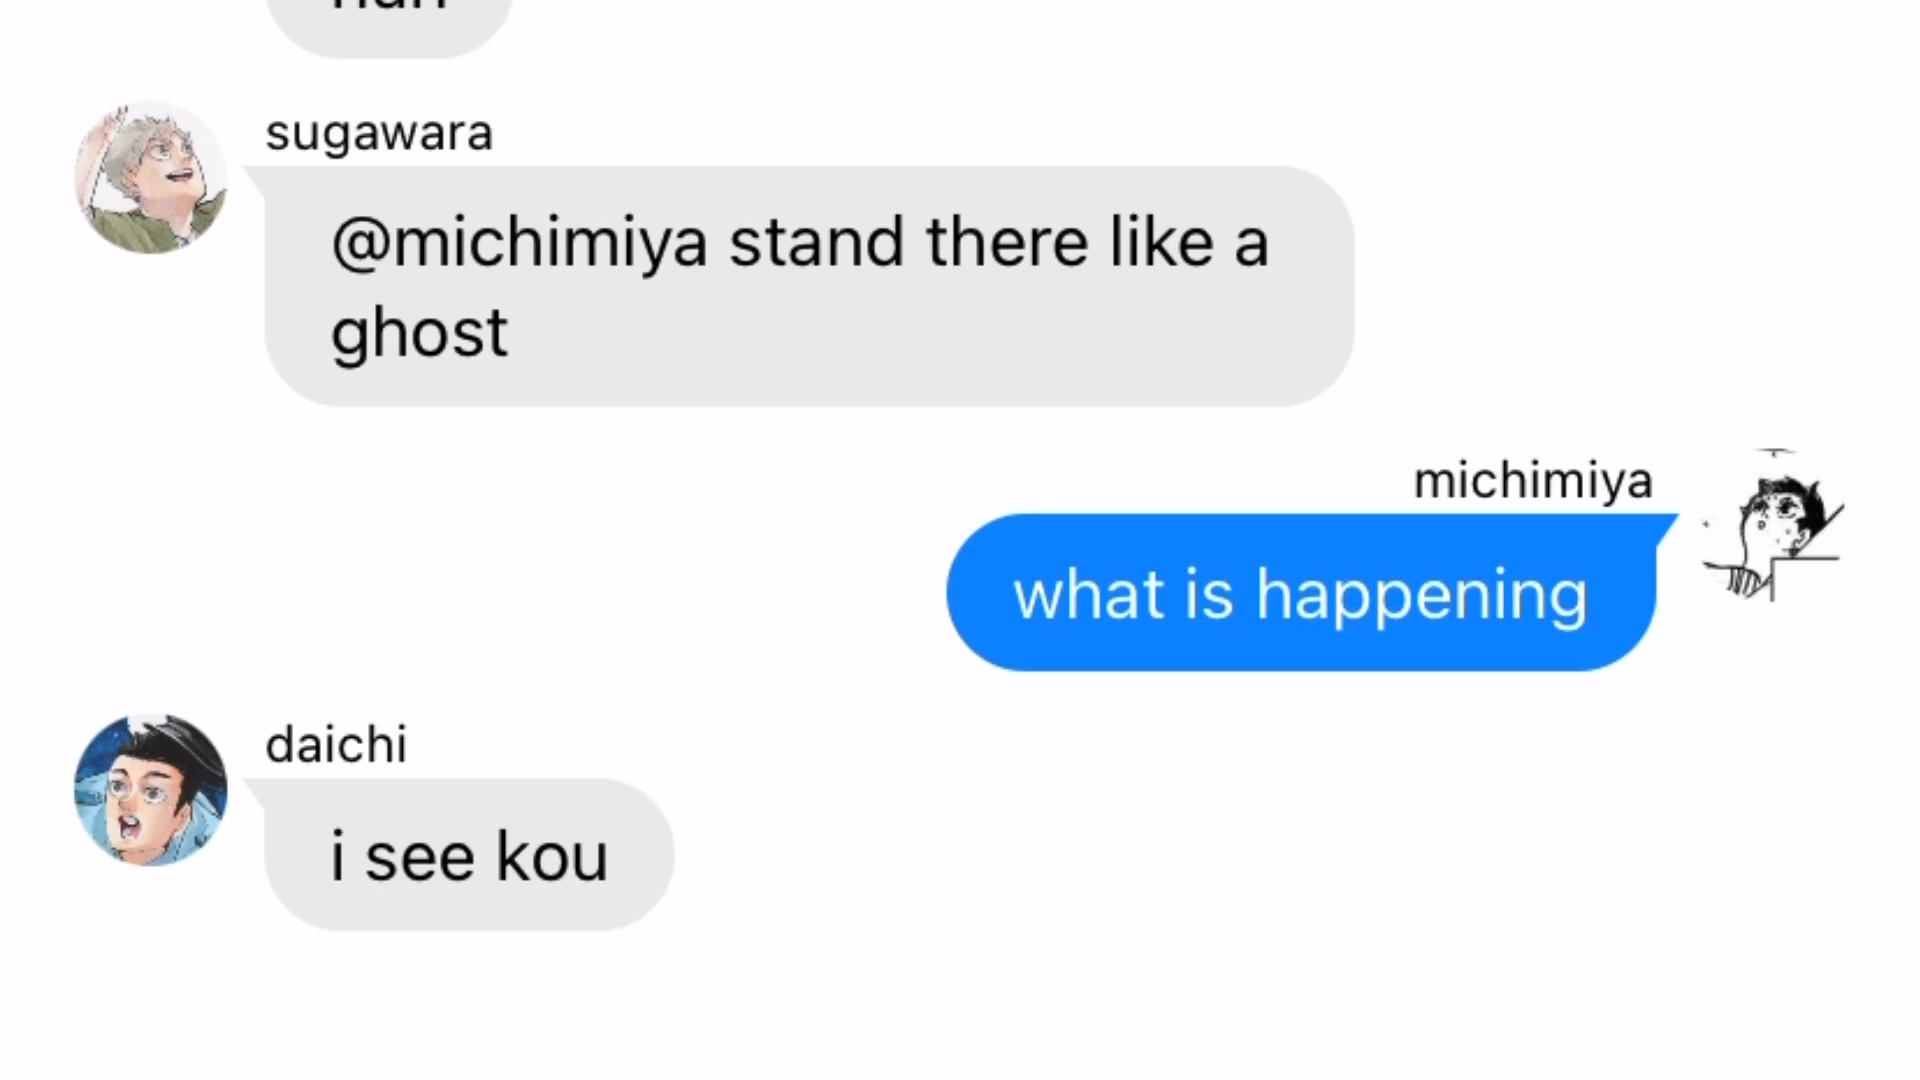 sugawara
@michimiya stand there like a
ghost
michimiya
what is happening
daichi
i see kou